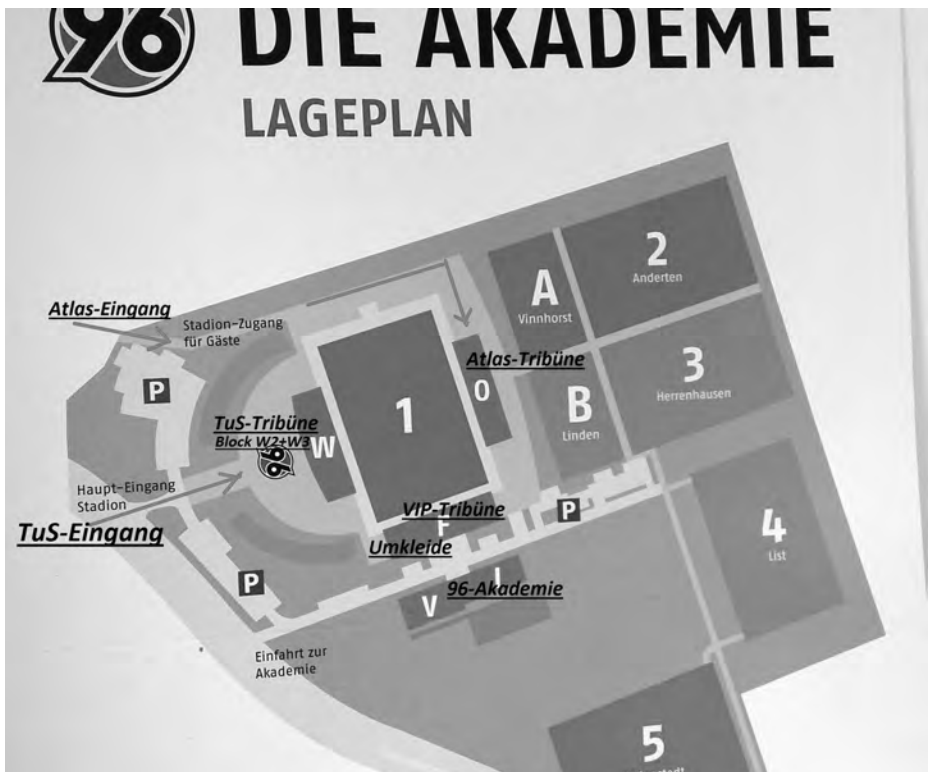 96
DIE AKADEMIE
LAGEPLAN
2
Anderten
A
Vinnhorst
Atlas-Eingang
Stadion-Zugang
für Gäste
Atlas-Tribüne
3
Herrenhausen
P
1
O
B
Linden
TuS-Tribüne
Block W2+W3
W
96
Haupt-Eingang
Stadion
TuS-Eingang
VIP-Tribüne
F
P
4
List
Umkleide
P
96-Akademie
V
I
Einfahrt zur
Akademie
5